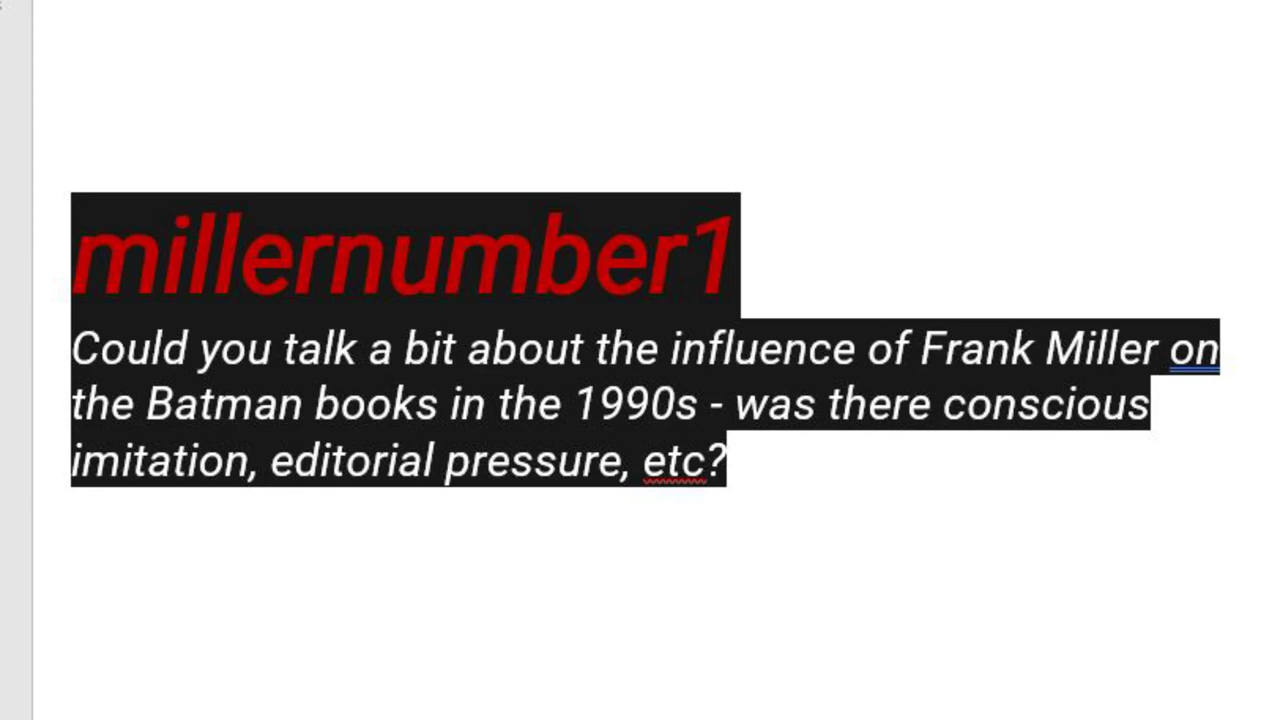 millernumber1
Could you talk a bit about the influence of Frank Miller on
the Batman books in the 1990s - was there conscious
imitation, editorial pressure, etc?